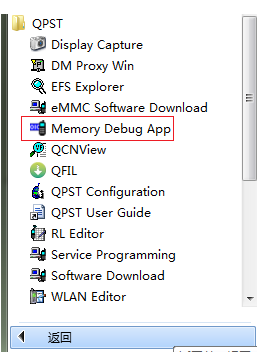 QPST
Display Capture
DM Proxy Win
EFS Explorer
eMMC Software Download
Memory Debug App
QCNView
QFIL
QPST Configuration
QPST User Guide
RL Editor
Service Programming
Software Download
WLAN Editor
返回